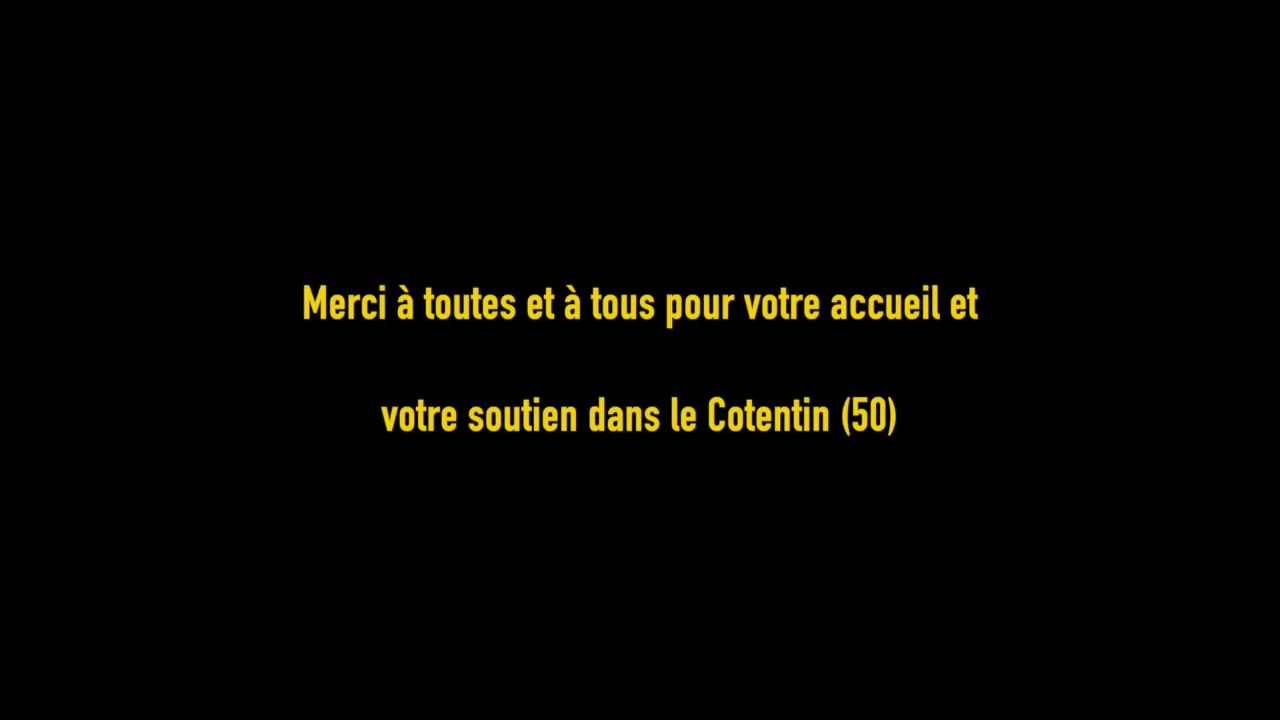 Merci à toutes et à tous pour votre accueil et
votre soutien dans le Cotentin (50)